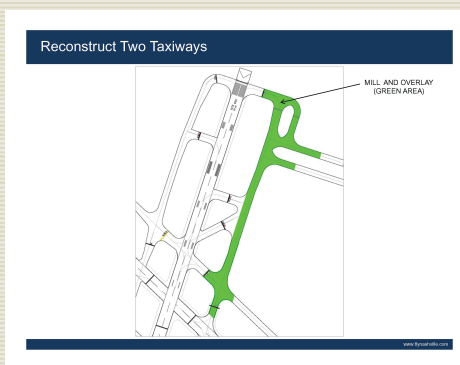 Reconstruct Two Taxiways
MILL AND OVERLAY
(GREEN AREA)
www.flynashville.com